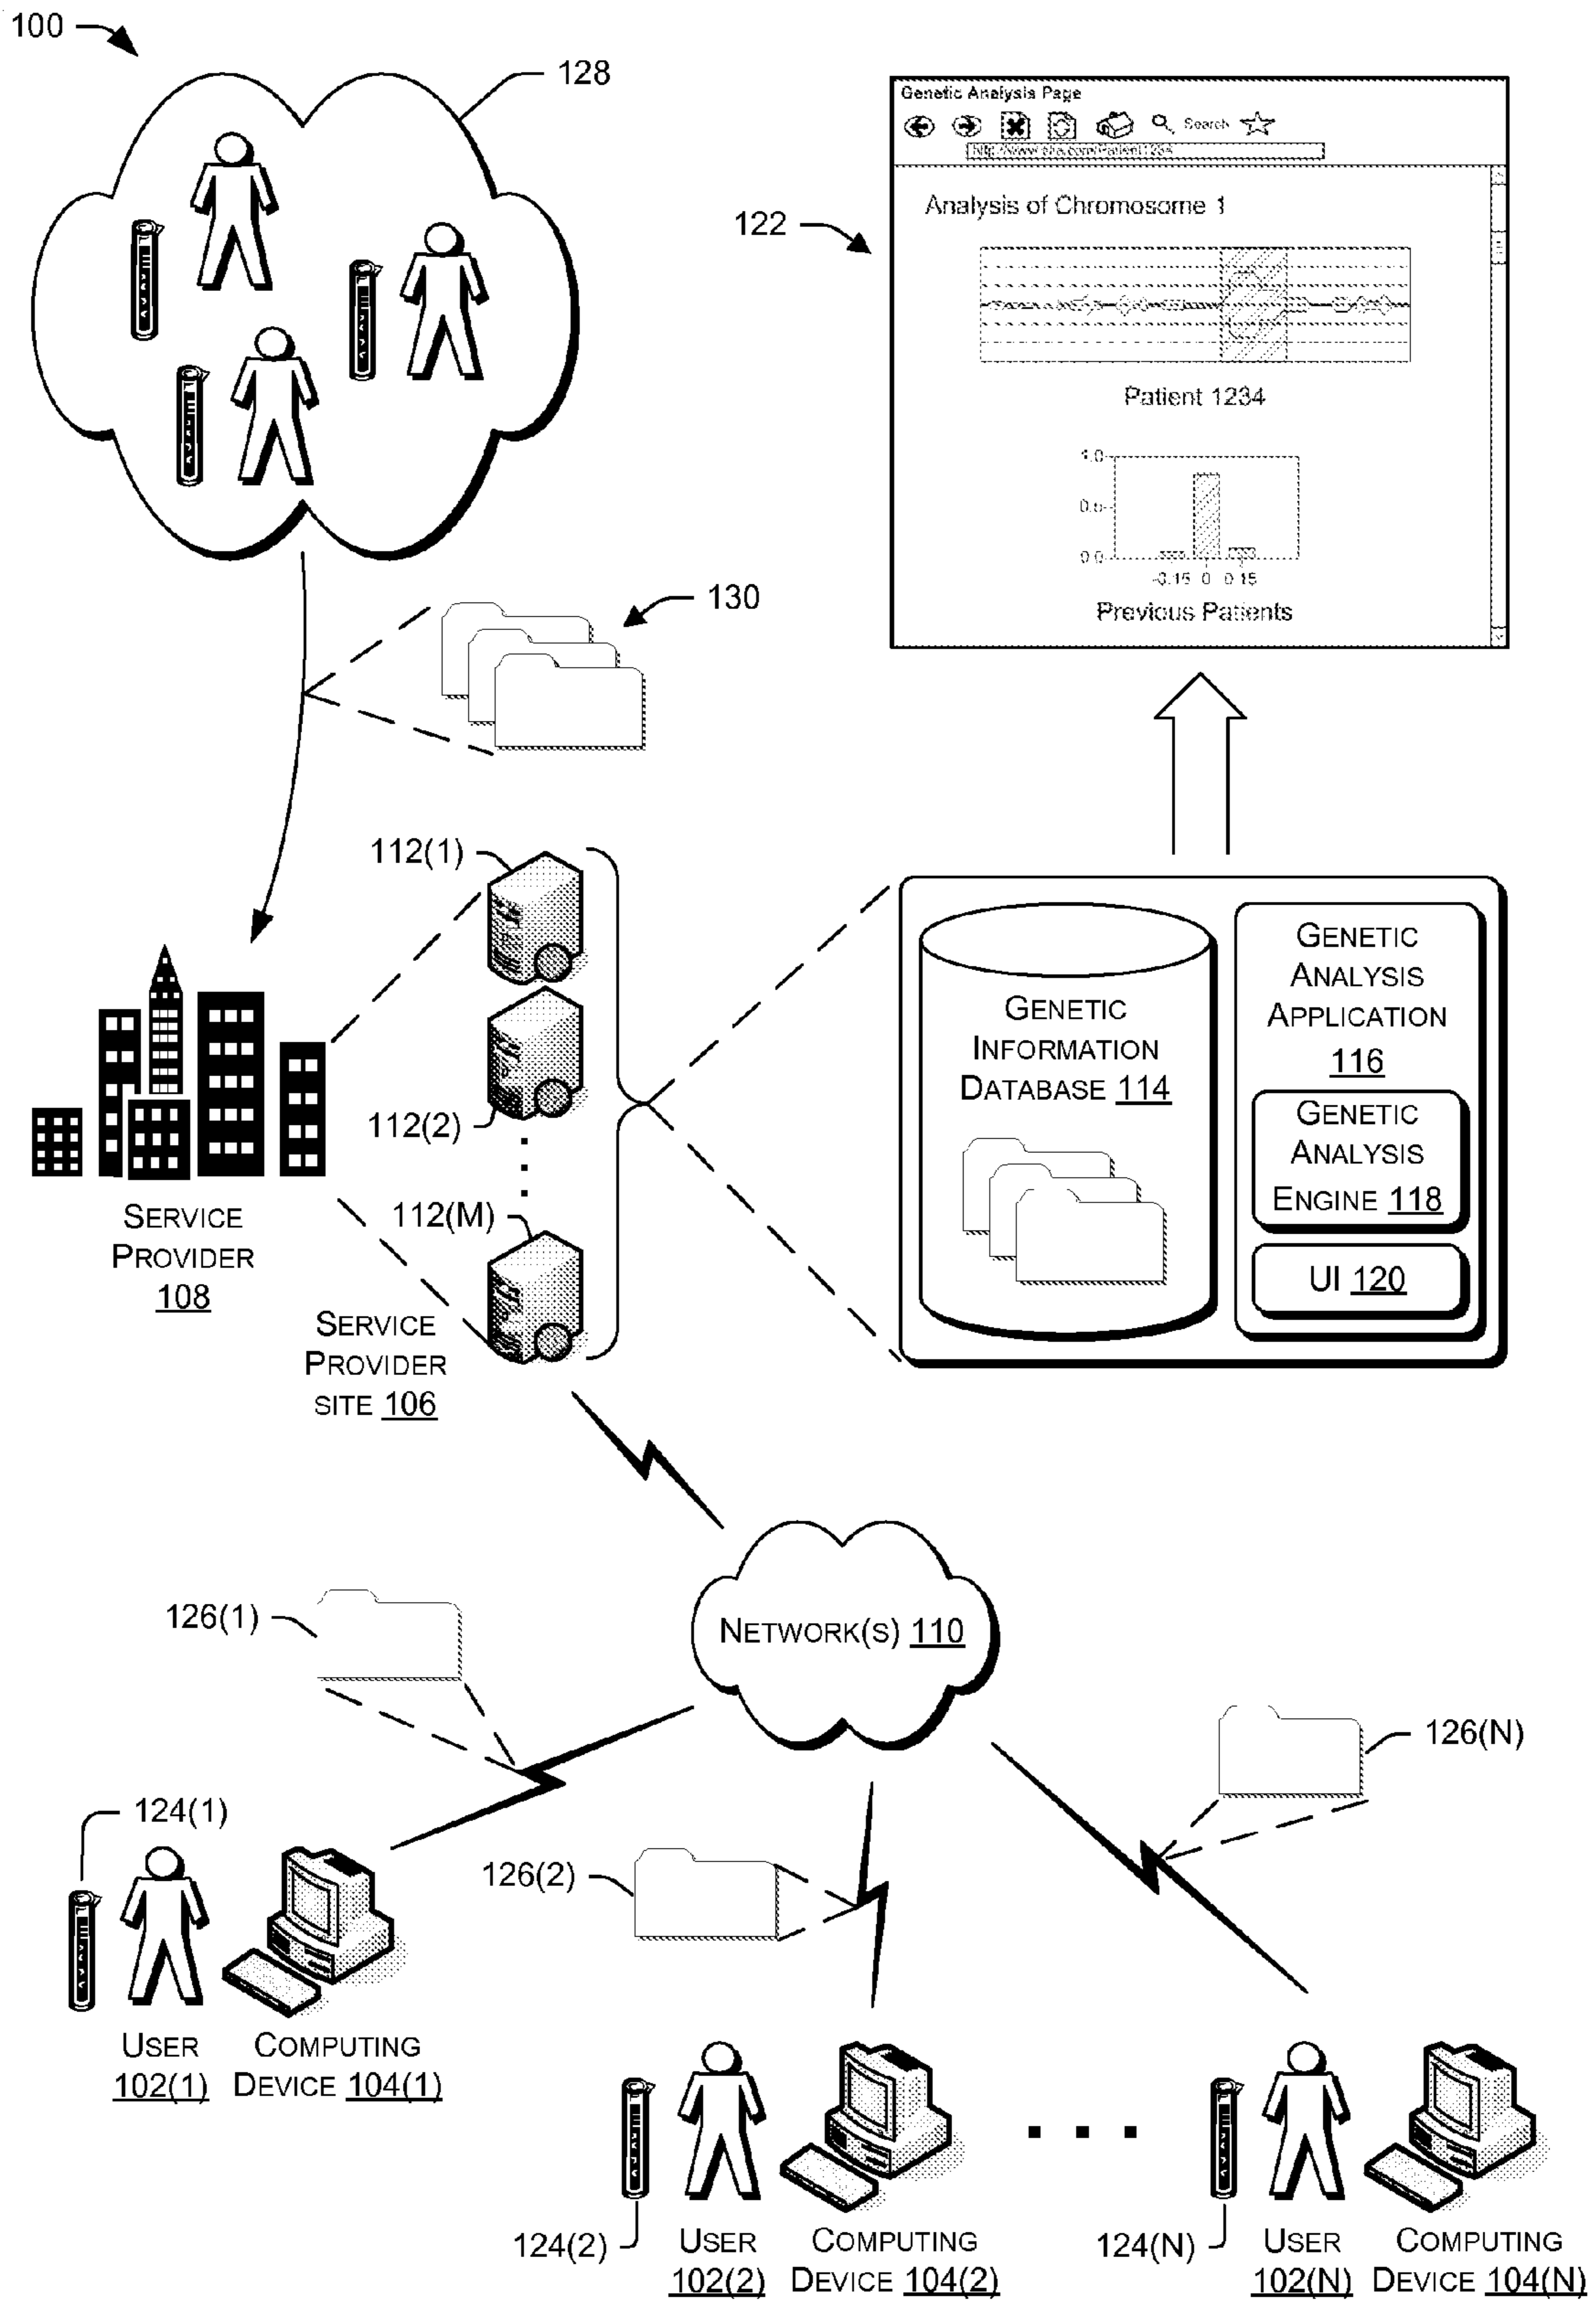 100
128
Genetic Analysis Page
Search
122
Analysis of Chromosome 1
Patient 1234
1.0
0.5
0.0
-0.15 0 0.15
Previous Patients
130
112(1)
112(2)
112(M)
SERVICE
PROVIDER
108
SERVICE
PROVIDER
SITE 106
GENETIC
INFORMATION
DATABASE 114
GENETIC
ANALYSIS
APPLICATION
116
GENETIC
ANALYSIS
ENGINE 118
UI 120
NETWORK(S) 110
126(1)
126(N)
124(1)
126(2)
USER
102(1)
COMPUTING
DEVICE 104(1)
124(2)
USER
102(2)
COMPUTING
DEVICE 104(2)
124(N)
USER
102(N)
COMPUTING
DEVICE 104(N)